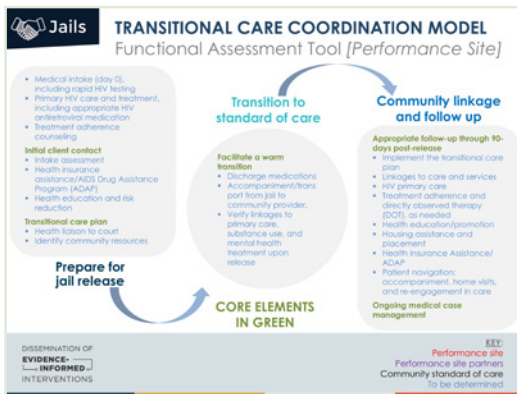 Jails
TRANSITIONAL CARE COORDINATION MODEL
Functional Assessment Tool [Performance Site]
• Medical intake (day 0),
including rapid HIV testing
• Primary HIV care and treatment,
including appropriate HIV
antiretroviral medication
• Treatment adherence
counseling
Initial client contact
• Intake assessment
• Health insurance
assistance/AIDS Drug Assistance
Program (ADAP)
• Health education and risk
reduction
Transitional care plan
• Health liaison to court
• Identify community resources
Prepare for
jail release
Transition to
standard of care
Facilitate a warm
transition
• Discharge medications
• Accompaniment/trans
port from jail to
community provider.
• Verify linkages to
primary care,
substance use, and
mental health
treatment upon
release
CORE ELEMENTS
IN GREEN
Community linkage
and follow up
Appropriate follow-up through 90-
days post-release
• Implement the transitional care
plan
• Linkages to care and services
• HIV primary care
• Treatment adherence and
directly observed therapy
(DOT), as needed
• Health education/promotion
• Housing assistance and
placement
• Health Insurance Assistance/
ADAP
• Patient navigation:
accompaniment, home visits,
and re-engagement in care
Ongoing medical case
management
DISSEMINATION OF
EVIDENCE-
INFORMED
INTERVENTIONS
KEY:
Performance site
Performance site partners
Community standard of care
To be determined